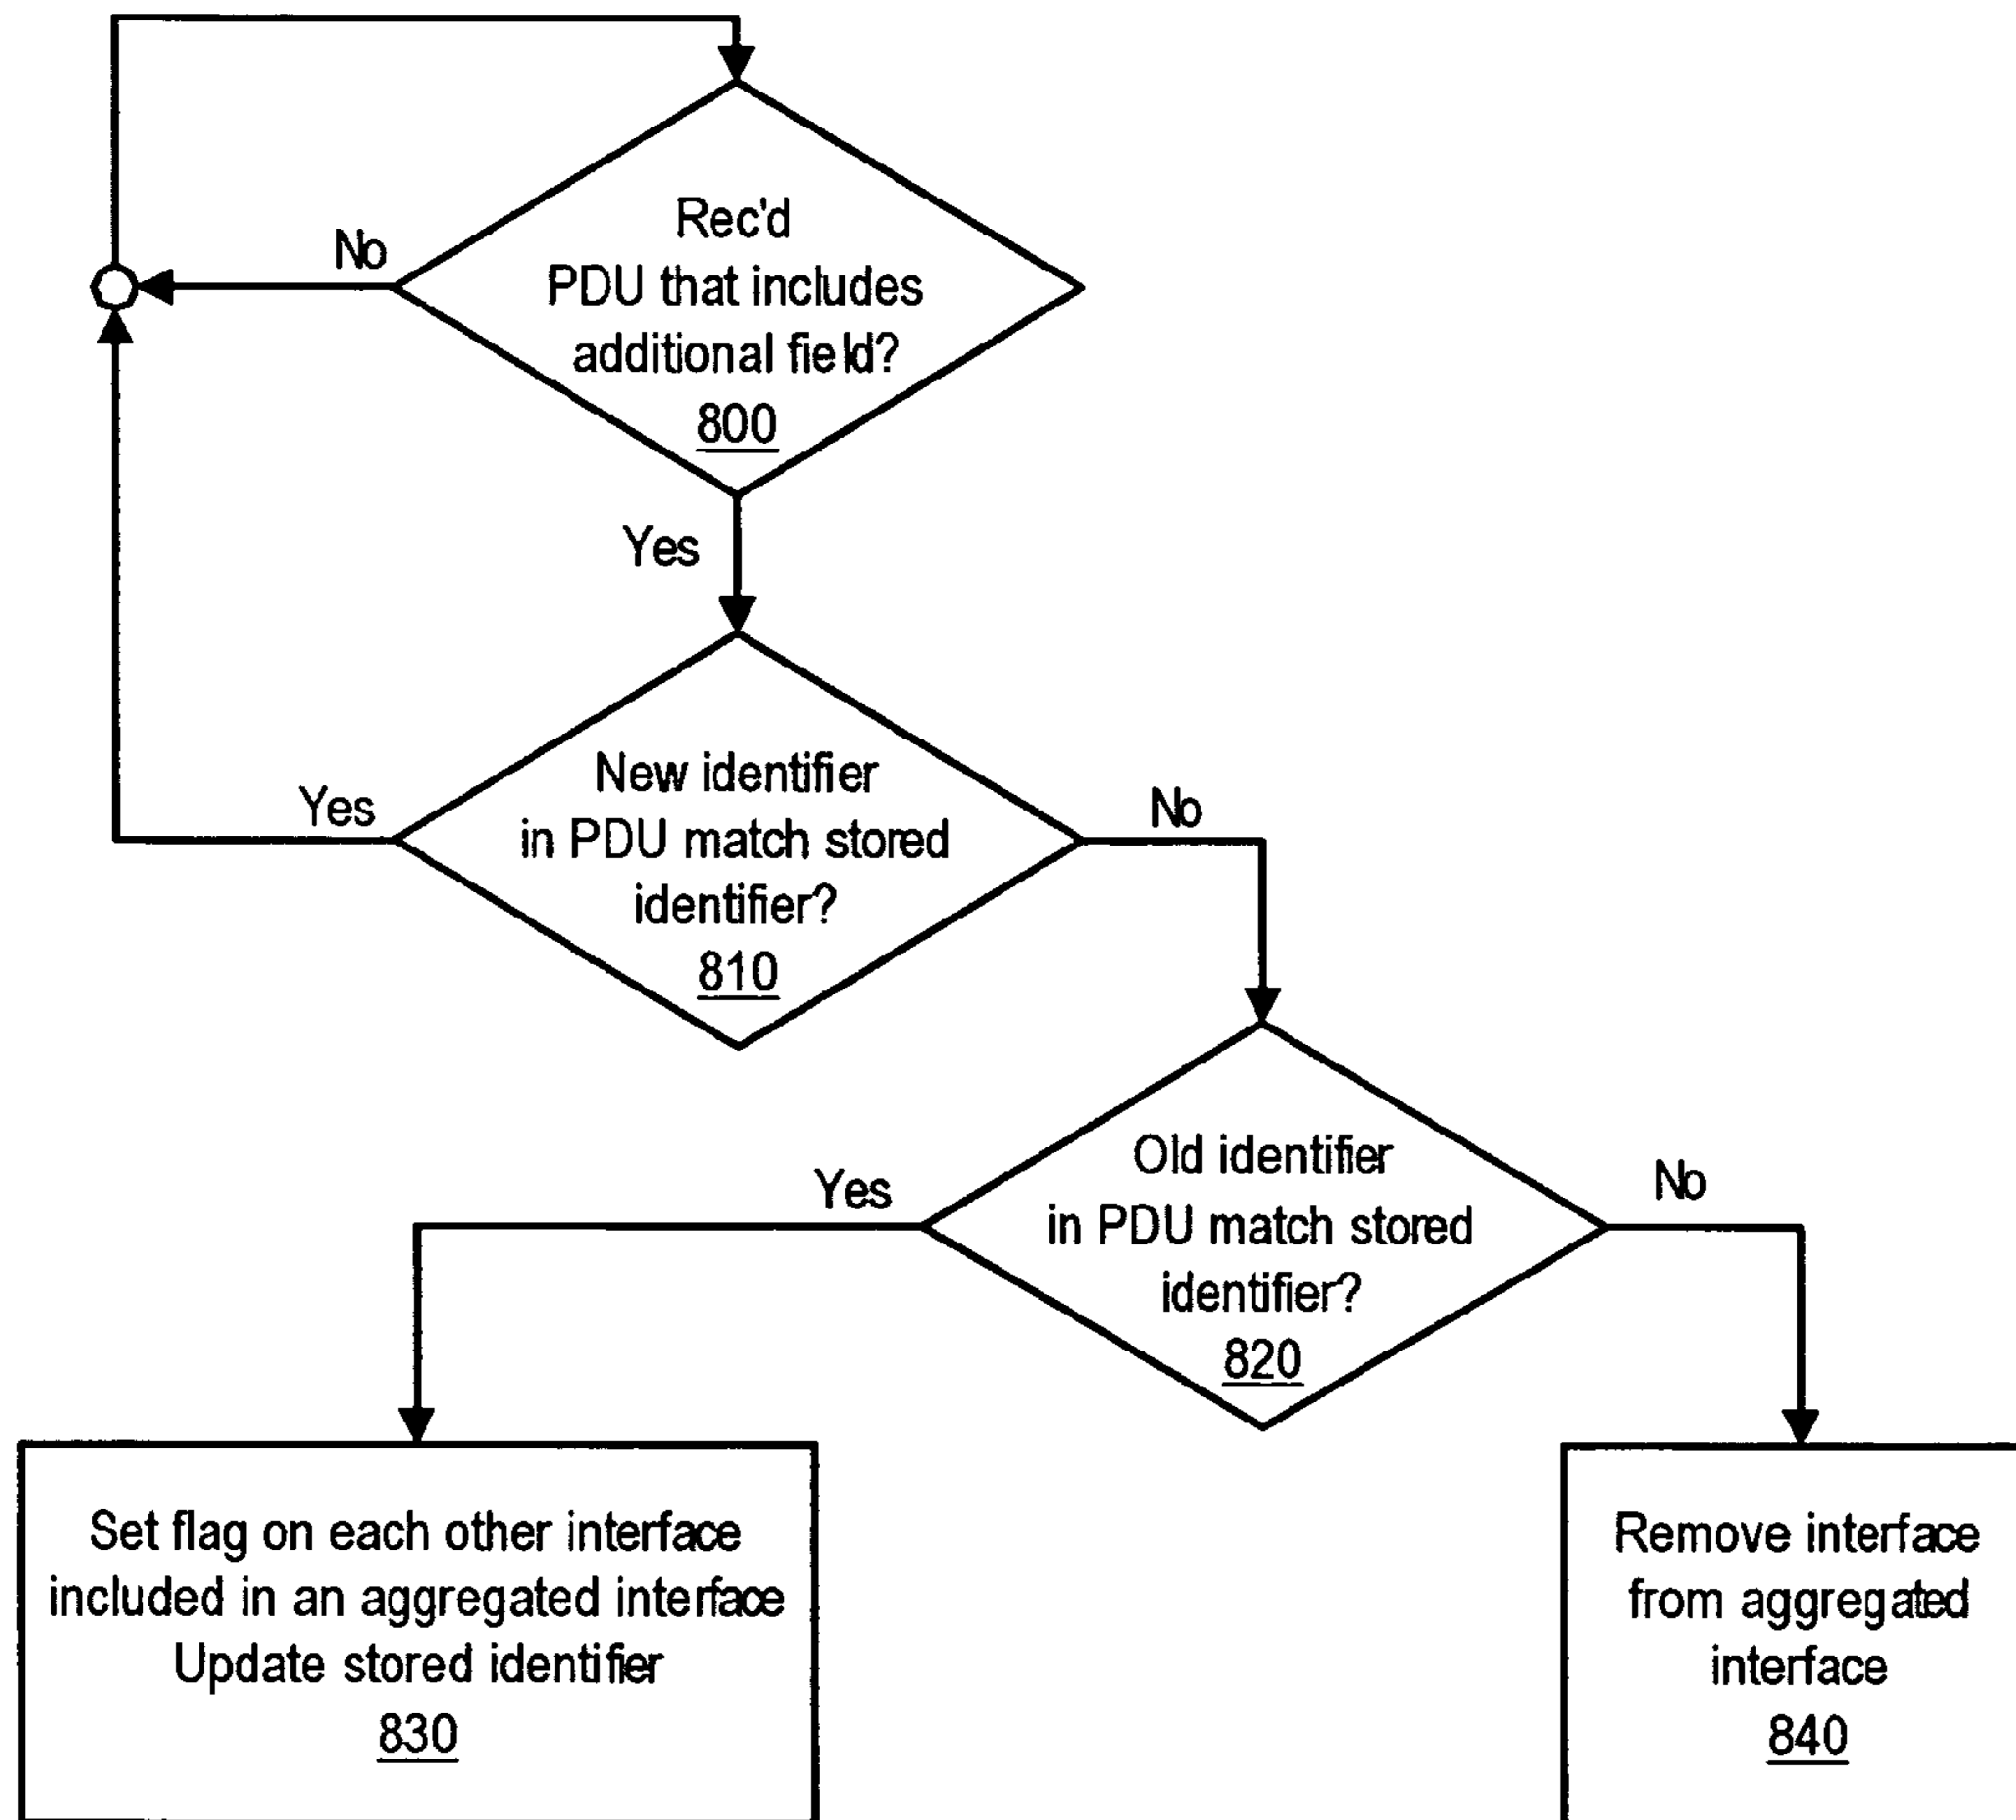 Rec'd
PDU that includes
additional field?
800
No
Yes
New identifier
in PDU match stored
identifier?
810
Yes
No
Old identifier
in PDU match stored
identifier?
820
Yes
No
Set flag on each other interface
included in an aggregated interface
Update stored identifier
830
Remove interface
from aggregated
interface
840